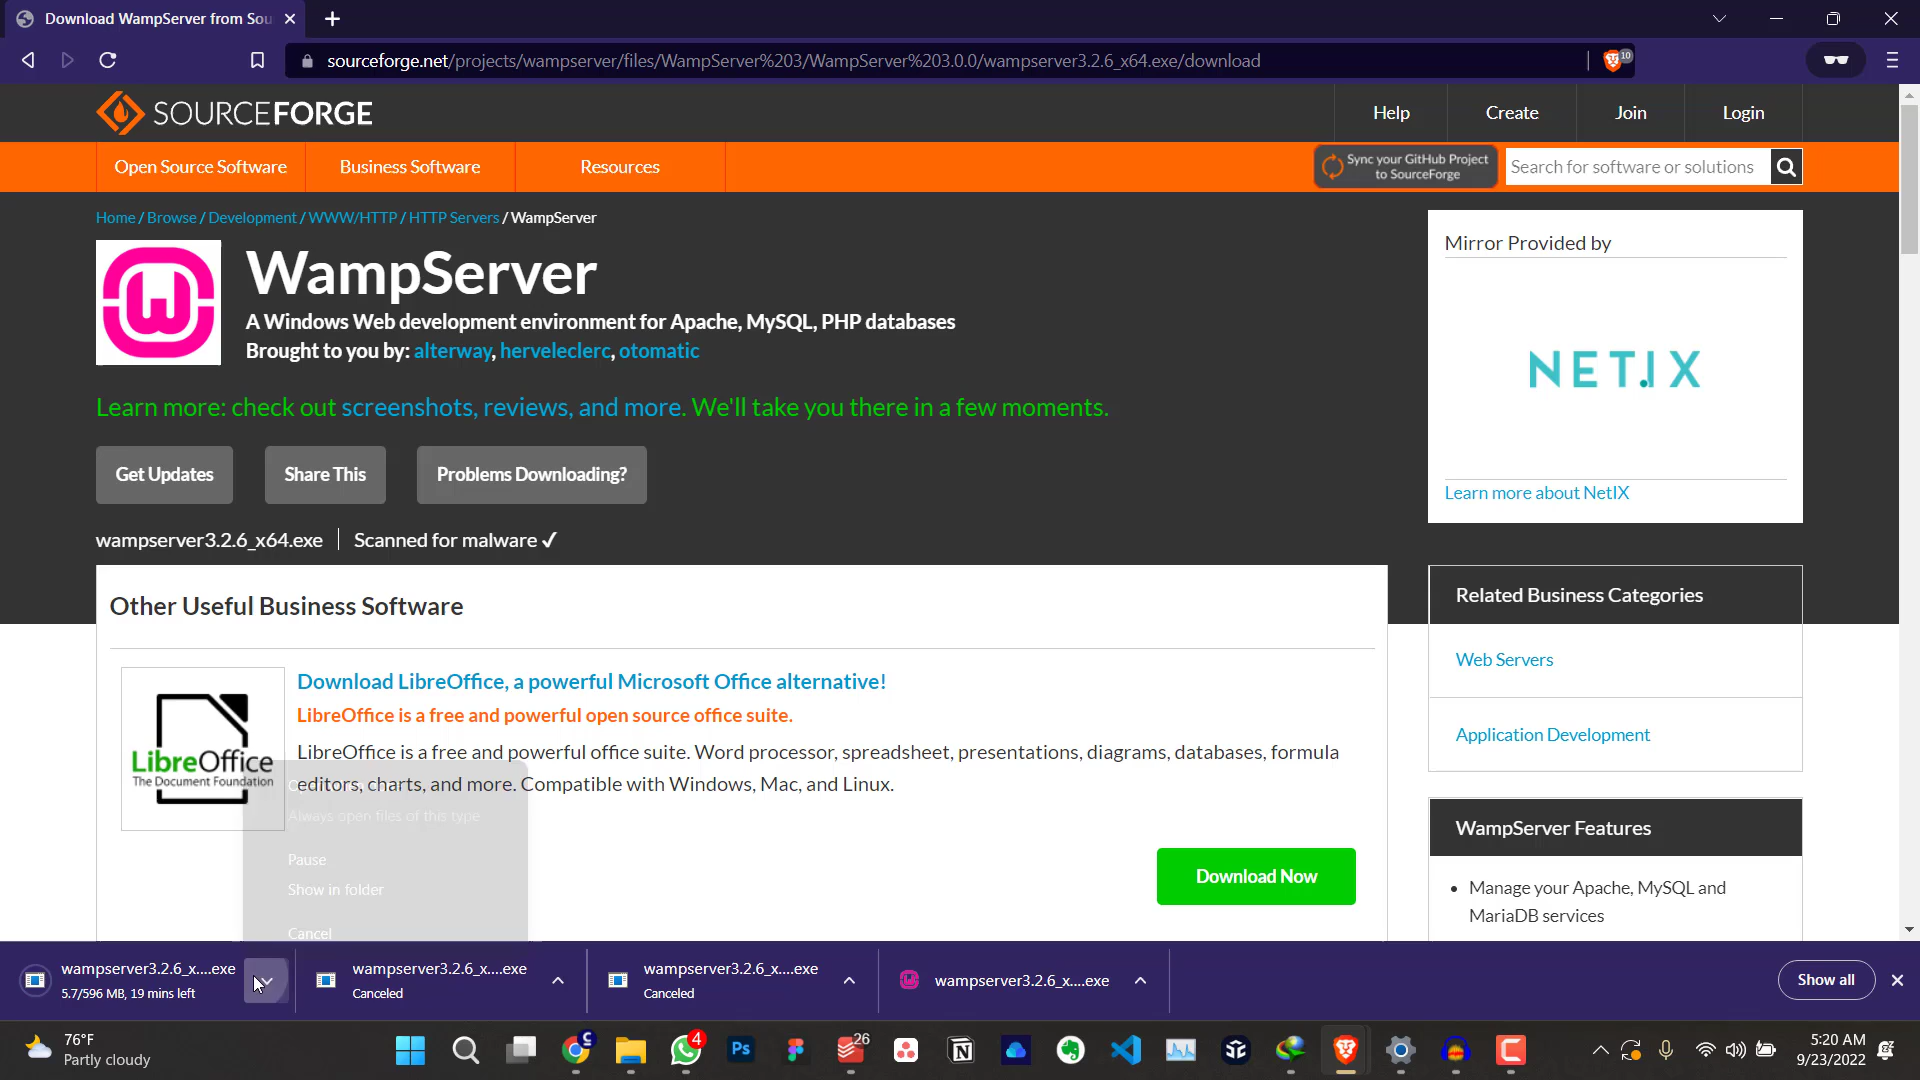 Download WampServer from Sou
sourceforge.net/projects/wampserver/files/WampServer%203/WampServer%203.0.0/wampserver3.2.6_x64.exe/download
10
SOURCEFORGE
Help
Create
Join
Login
Open Source Software
Business Software
Resources
Sync your GitHub Project
to SourceForge
Search for software or solutions
Home / Browse / Development / WWW/HTTP / HTTP Servers / WampServer
WampServer
A Windows Web development environment for Apache, MySQL, PHP databases
Brought to you by: alterway, herveleclerc, otomatic
Learn more: check out screenshots, reviews, and more. We'll take you there in a few moments.
Get Updates
Share This
Problems Downloading?
wampserver3.2.6_x64.exe
Scanned for malware ✓
Mirror Provided by
NETIX
Learn more about NetIX
Other Useful Business Software
Download LibreOffice, a powerful Microsoft Office alternative!
LibreOffice is a free and powerful open source office suite.
LibreOffice is a free and powerful office suite. Word processor, spreadsheet, presentations, diagrams, databases, formula
editors, charts, and more. Compatible with Windows, Mac, and Linux.
LibreOffice
The Document Foundation
Always open files of this type
Pause
Show in folder
Cancel
Download Now
Related Business Categories
Web Servers
Application Development
WampServer Features
• Manage your Apache, MySQL and
MariaDB services
wampserver3.2.6_x....exe
5.7/596 MB, 19 mins left
wampserver3.2.6_x....exe
Canceled
wampserver3.2.6_x....exe
Canceled
wampserver3.2.6_x....exe
Show all
76°F
Partly cloudy
C
4
Ps
26
5:20 AM
9/23/2022